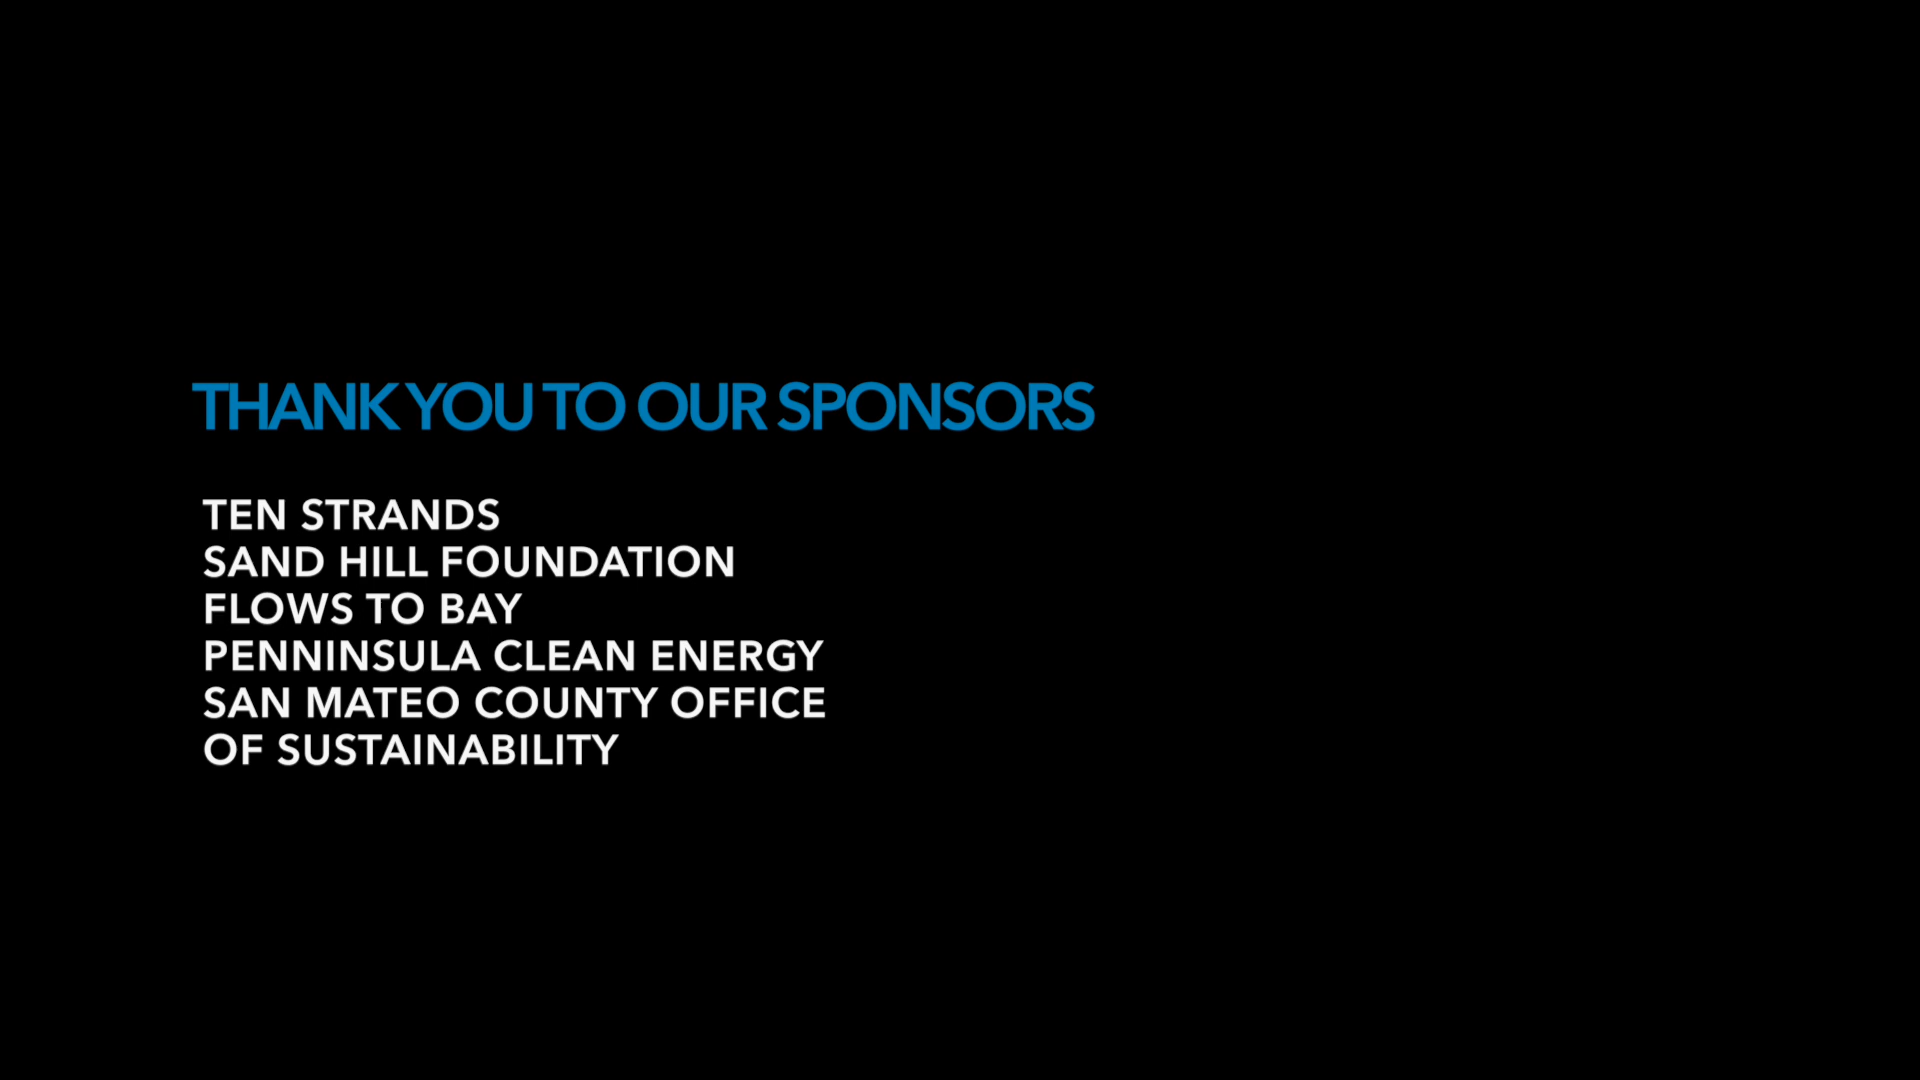 THANK YOU TO OUR SPONSORS
TEN STRANDS
SAND HILL FOUNDATION
FLOWS TO BAY
PENNINSULA CLEAN ENERGY
SAN MATEO COUNTY OFFICE
OF SUSTAINABILITY